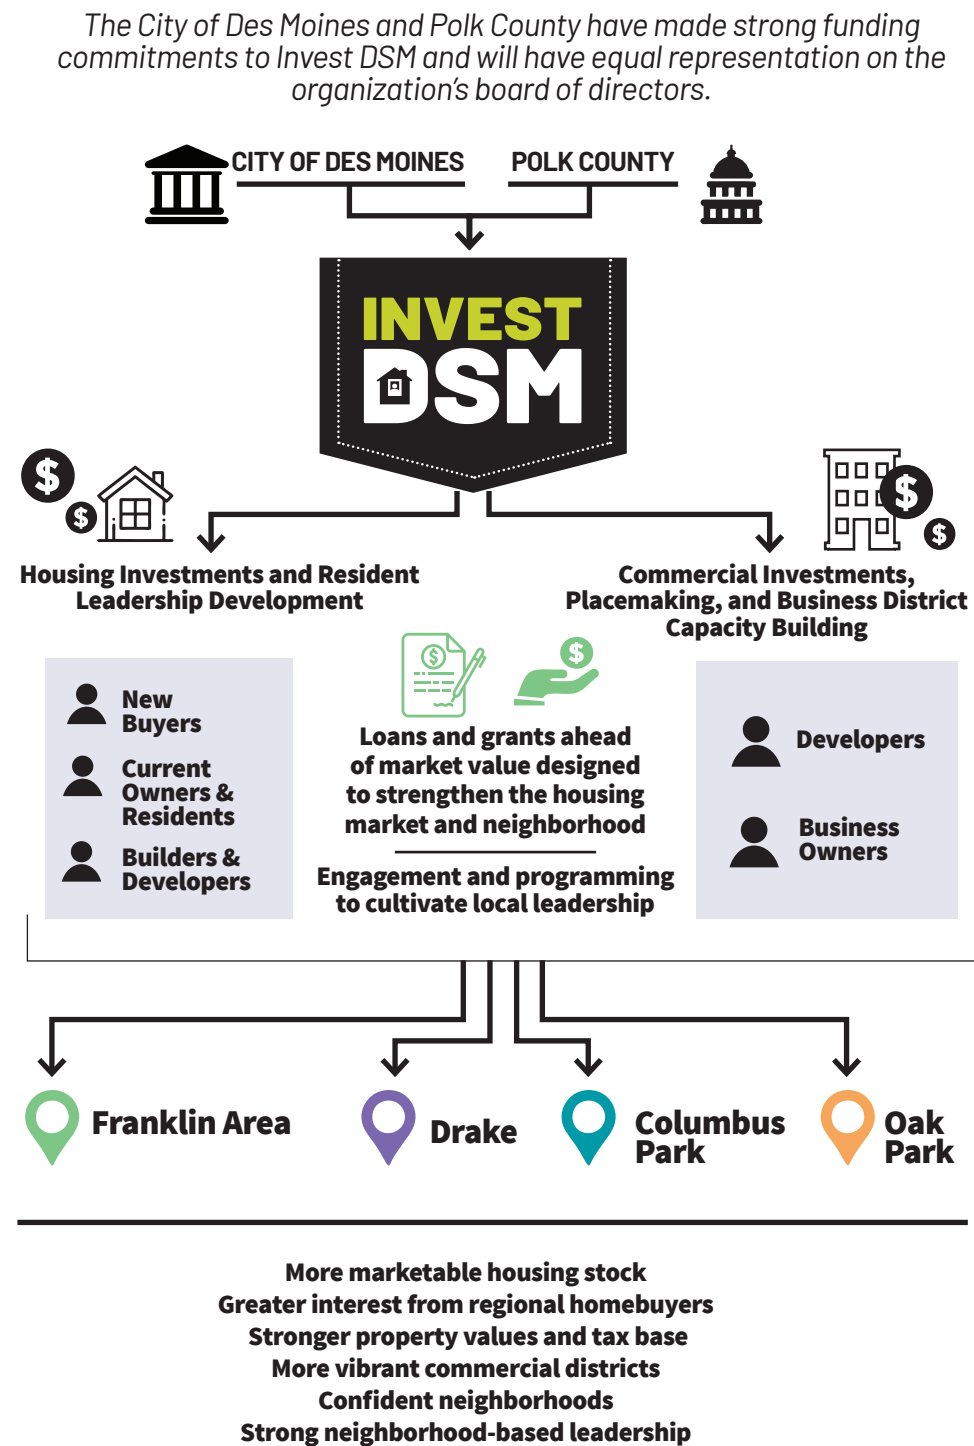 The City of Des Moines and Polk County have made strong funding
commitments to Invest DSM and will have equal representation on the
organization's board of directors.
CITY OF DES MOINES
POLK COUNTY
INVEST
DSM
$
$
$
$
Housing Investments and Resident
Leadership Development
Commercial Investments,
Placemaking, and Business District
Capacity Building
New
Buyers
Current
Owners &
Residents
Builders &
Developers
$
$
Loans and grants ahead
of market value designed
to strengthen the housing
market and neighborhood
Engagement and programming
to cultivate local leadership
Developers
Business
Owners
Franklin Area
Drake
Columbus
Park
Oak
Park
More marketable housing stock
Greater interest from regional homebuyers
Stronger property values and tax base
More vibrant commercial districts
Confident neighborhoods
Strong neighborhood-based leadership